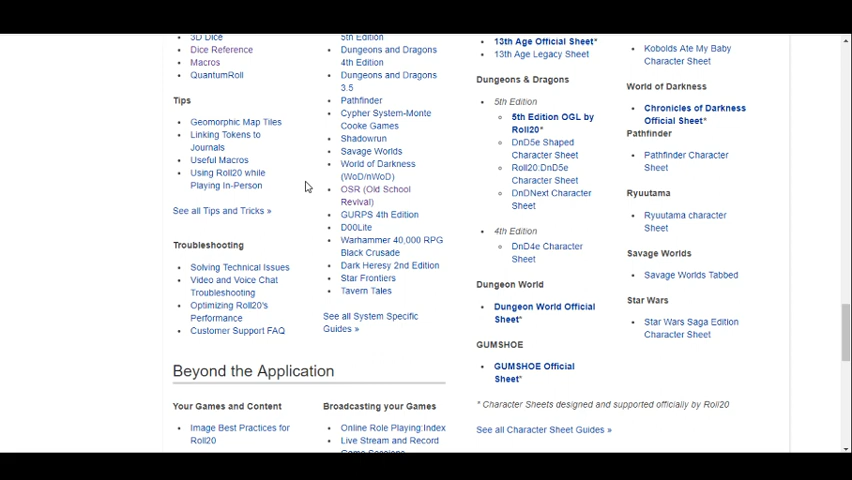 3D Dice
Dice Reference
Macros
QuantumRoll
Tips
Geomorphic Map Tiles
Linking Tokens to
Journals
Useful Macros
Using Roll20 while
Playing In-Person
See all Tips and Tricks »
Troubleshooting
Solving Technical Issues
Video and Voice Chat
Troubleshooting
Optimizing Roll20's
Performance
Customer Support FAQ
5th Edition
Dungeons and Dragons
4th Edition
Dungeons and Dragons
3.5
Pathfinder
Cypher System-Monte
Cooke Games
Shadowrun
Savage Worlds
World of Darkness
(WoD/nWoD)
OSR (Old School
Revival)
GURPS 4th Edition
D00Lite
Warhammer 40,000 RPG
Black Crusade
Dark Heresy 2nd Edition
Star Frontiers
Tavern Tales
See all System Specific
Guides »
Beyond the Application
Your Games and Content
Image Best Practices for
Roll20
Broadcasting your Games
Online Role Playing:Index
Live Stream and Record
Game Sessions
13th Age Official Sheet*
13th Age Legacy Sheet
Dungeons & Dragons
5th Edition
5th Edition OGL by
Roll20*
DnD5e Shaped
Character Sheet
Roll20.DnD5e
Character Sheet
DnDNext Character
Sheet
4th Edition
DnD4e Character
Sheet
Dungeon World
Dungeon World Official
Sheet*
GUMSHOE
GUMSHOE Official
Sheet*
Kobolds Ate My Baby
Character Sheet
World of Darkness
Chronicles of Darkness
Official Sheet*
Pathfinder
Pathfinder Character
Sheet
Ryuutama
Ryuutama character
Sheet
Savage Worlds
Savage Worlds Tabbed
Star Wars
Star Wars Saga Edition
Character Sheet
* Character Sheets designed and supported officially by Roll20
See all Character Sheet Guides »